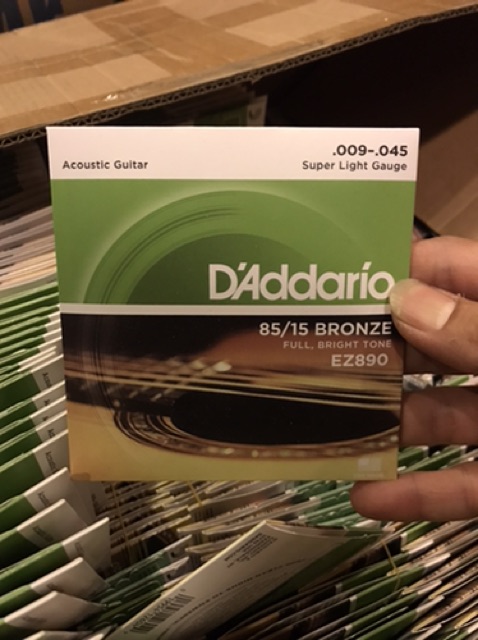 .009-.045
Acoustic Guitar
Super Light Gauge
D'Addario
85/15 BRONZE
FULL, BRIGHT TONE
EZ890